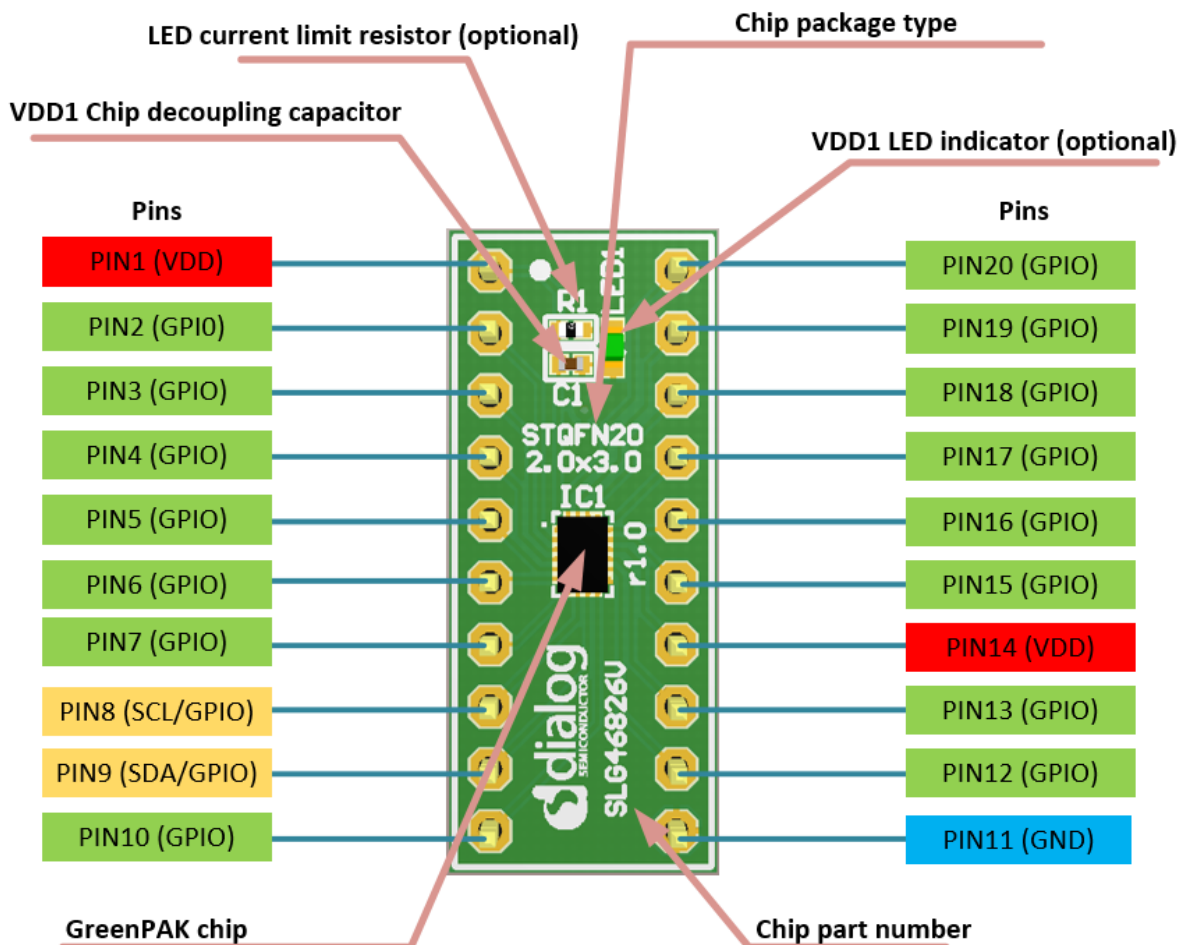 LED current limit resistor (optional)
Chip package type
VDD1 Chip decoupling capacitor
VDD1 LED indicator (optional)
Pins
Pins
PIN1 (VDD)
PIN2 (GPI0)
PIN3 (GPIO)
PIN4 (GPIO)
PIN5 (GPIO)
PIN6 (GPIO)
PIN7 (GPIO)
PIN8 (SCL/GPIO)
PIN9 (SDA/GPIO)
PIN10 (GPIO)
LED1
R1
C1
STQFN20
2.0x3.0
IC1
r1.0
dialog
SEMICONDUCTOR
SLG46826V
PIN20 (GPIO)
PIN19 (GPIO)
PIN18 (GPIO)
PIN17 (GPIO)
PIN16 (GPIO)
PIN15 (GPIO)
PIN14 (VDD)
PIN13 (GPIO)
PIN12 (GPIO)
PIN11 (GND)
GreenPAK chip
Chip part number